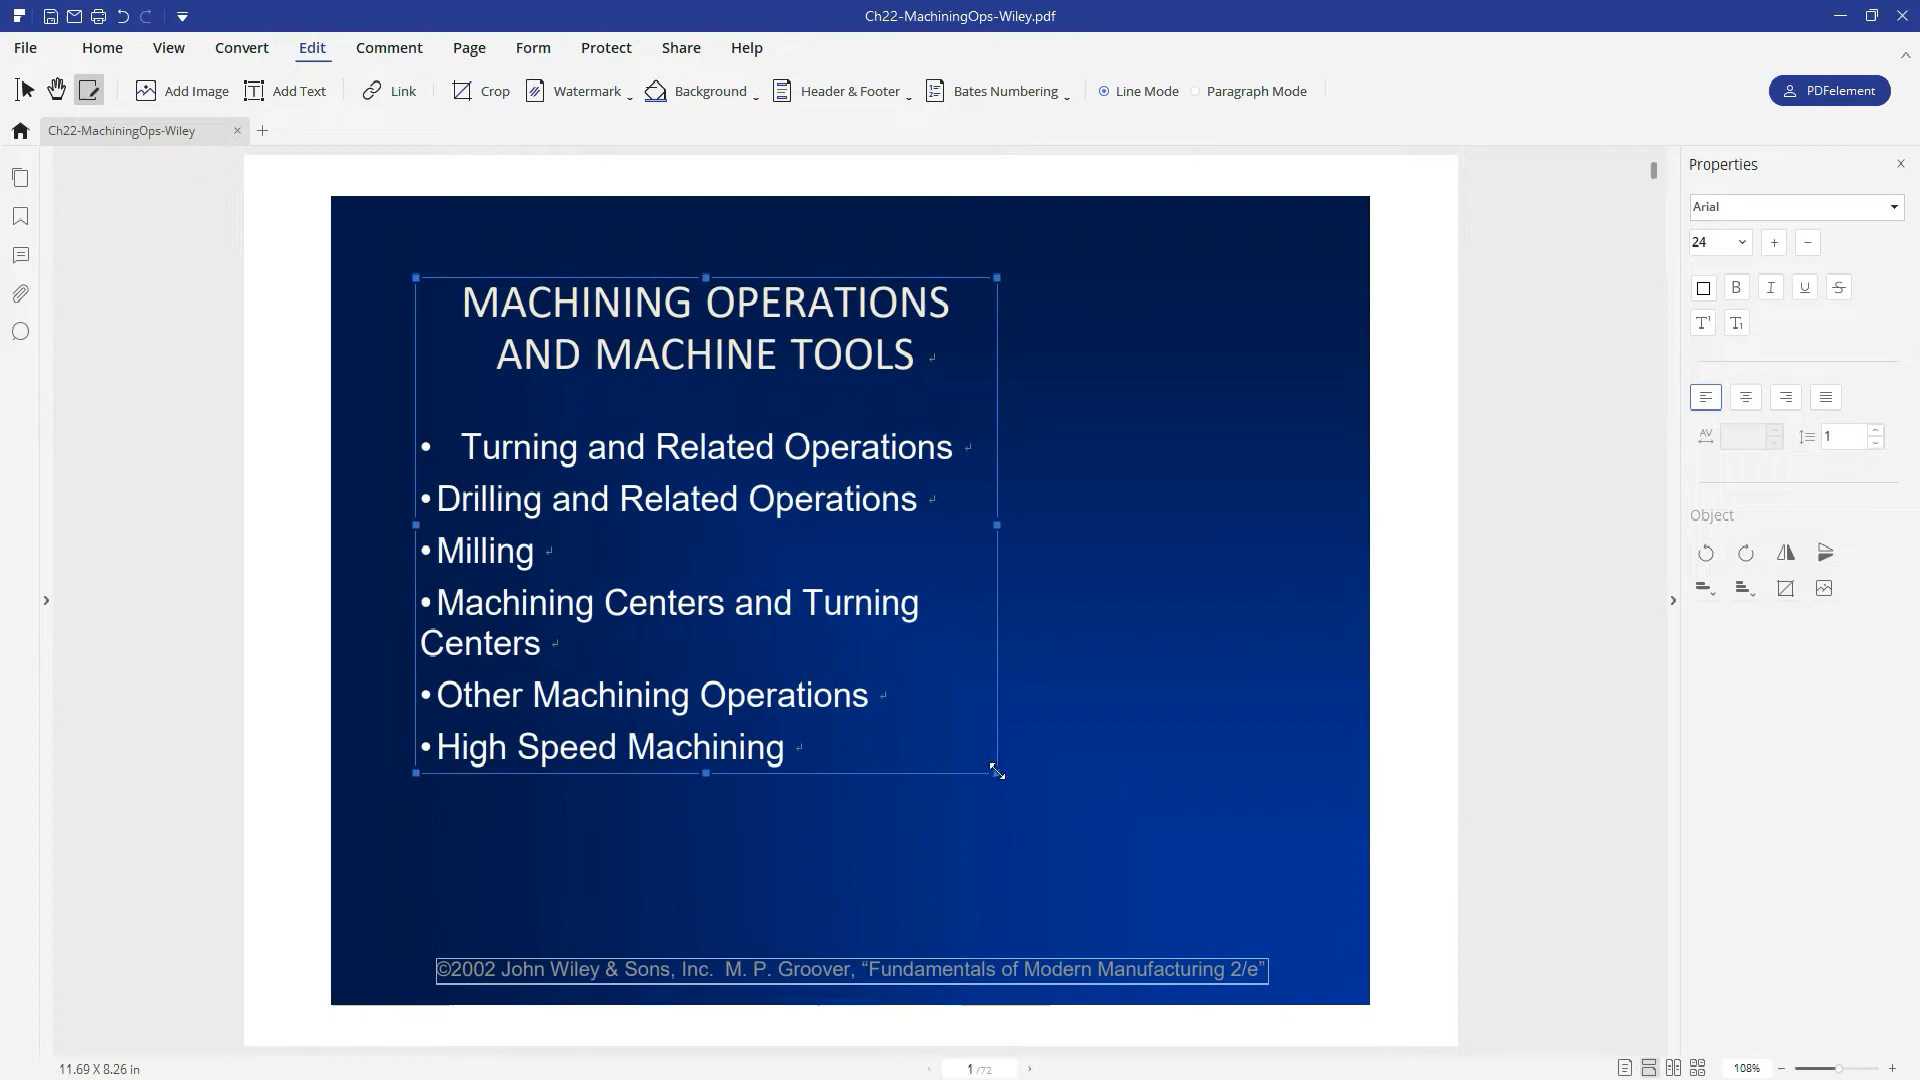 Ch22-MachiningOps-Wiley.pdf
File Home View Convert Edit Comment Page Form Protect Share Help
Add Image Add Text Link Crop Watermark Background Header & Footer Bates Numbering Line Mode Paragraph Mode PDFelement
Ch22-MachiningOps-Wiley
Properties
Arial
24
B I U S
T¹ T₁
AV 1
Object
MACHINING OPERATIONS
AND MACHINE TOOLS
• Turning and Related Operations
• Drilling and Related Operations
• Milling
• Machining Centers and Turning
Centers
• Other Machining Operations
• High Speed Machining
©2002 John Wiley & Sons, Inc. M. P. Groover, “Fundamentals of Modern Manufacturing 2/e”
11.69 X 8.26 in 1 /72 108%